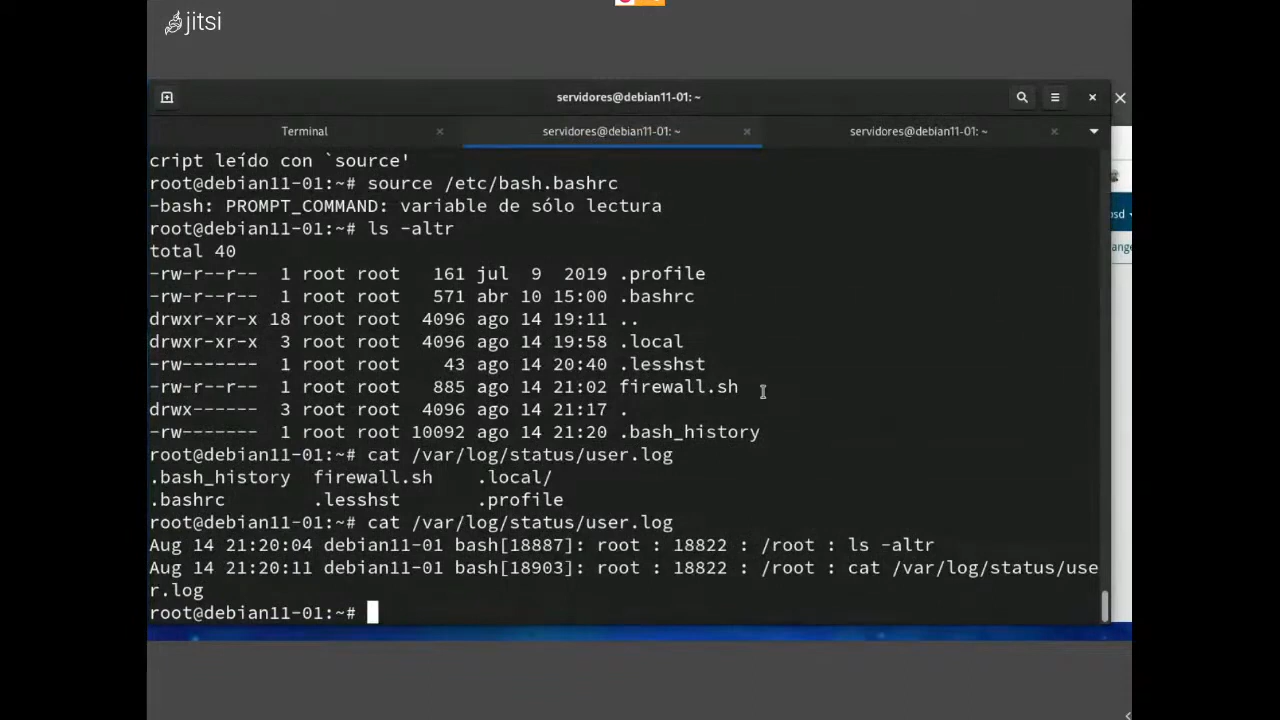 jitsi
servidores@debian11-01: ~
Terminal
servidores@debian11-01: ~
servidores@debian11-01: ~
cript leído con `source'
root@debian11-01:~# source /etc/bash.bashrc
-bash: PROMPT_COMMAND: variable de sólo lectura
root@debian11-01:~# ls -altr
total 40
-rw-r--r--  1 root root   161 jul  9  2019 .profile
-rw-r--r--  1 root root   571 abr 10 15:00 .bashrc
drwxr-xr-x 18 root root  4096 ago 14 19:11 ..
drwxr-xr-x  3 root root  4096 ago 14 19:58 .local
-rw-------  1 root root    43 ago 14 20:40 .lesshst
-rw-r--r--  1 root root   885 ago 14 21:02 firewall.sh
drwx------  3 root root  4096 ago 14 21:17 .
-rw-------  1 root root 10092 ago 14 21:20 .bash_history
root@debian11-01:~# cat /var/log/status/user.log
.bash_history  firewall.sh    .local/
.bashrc        .lesshst       .profile
root@debian11-01:~# cat /var/log/status/user.log
Aug 14 21:20:04 debian11-01 bash[18887]: root : 18822 : /root : ls -altr
Aug 14 21:20:11 debian11-01 bash[18903]: root : 18822 : /root : cat /var/log/status/use
r.log
root@debian11-01:~#